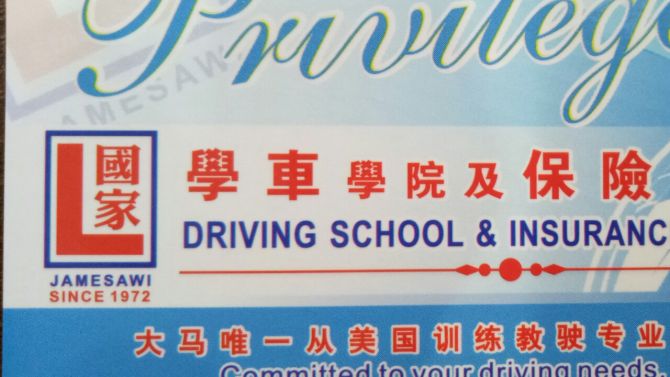 Privilege
JAMESAWI
國家
學車學院及保險
DRIVING SCHOOL & INSURANC
JAMESAWI
SINCE 1972
大马唯一从美国训练教驶专业
Committed to your driving needs.